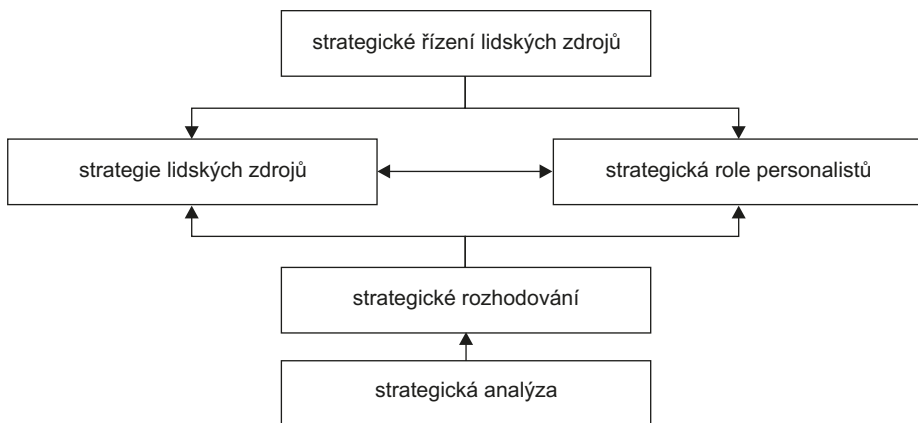 strategické řízení lidských zdrojů
strategie lidských zdrojů
strategická role personalistů
strategické rozhodování
strategická analýza